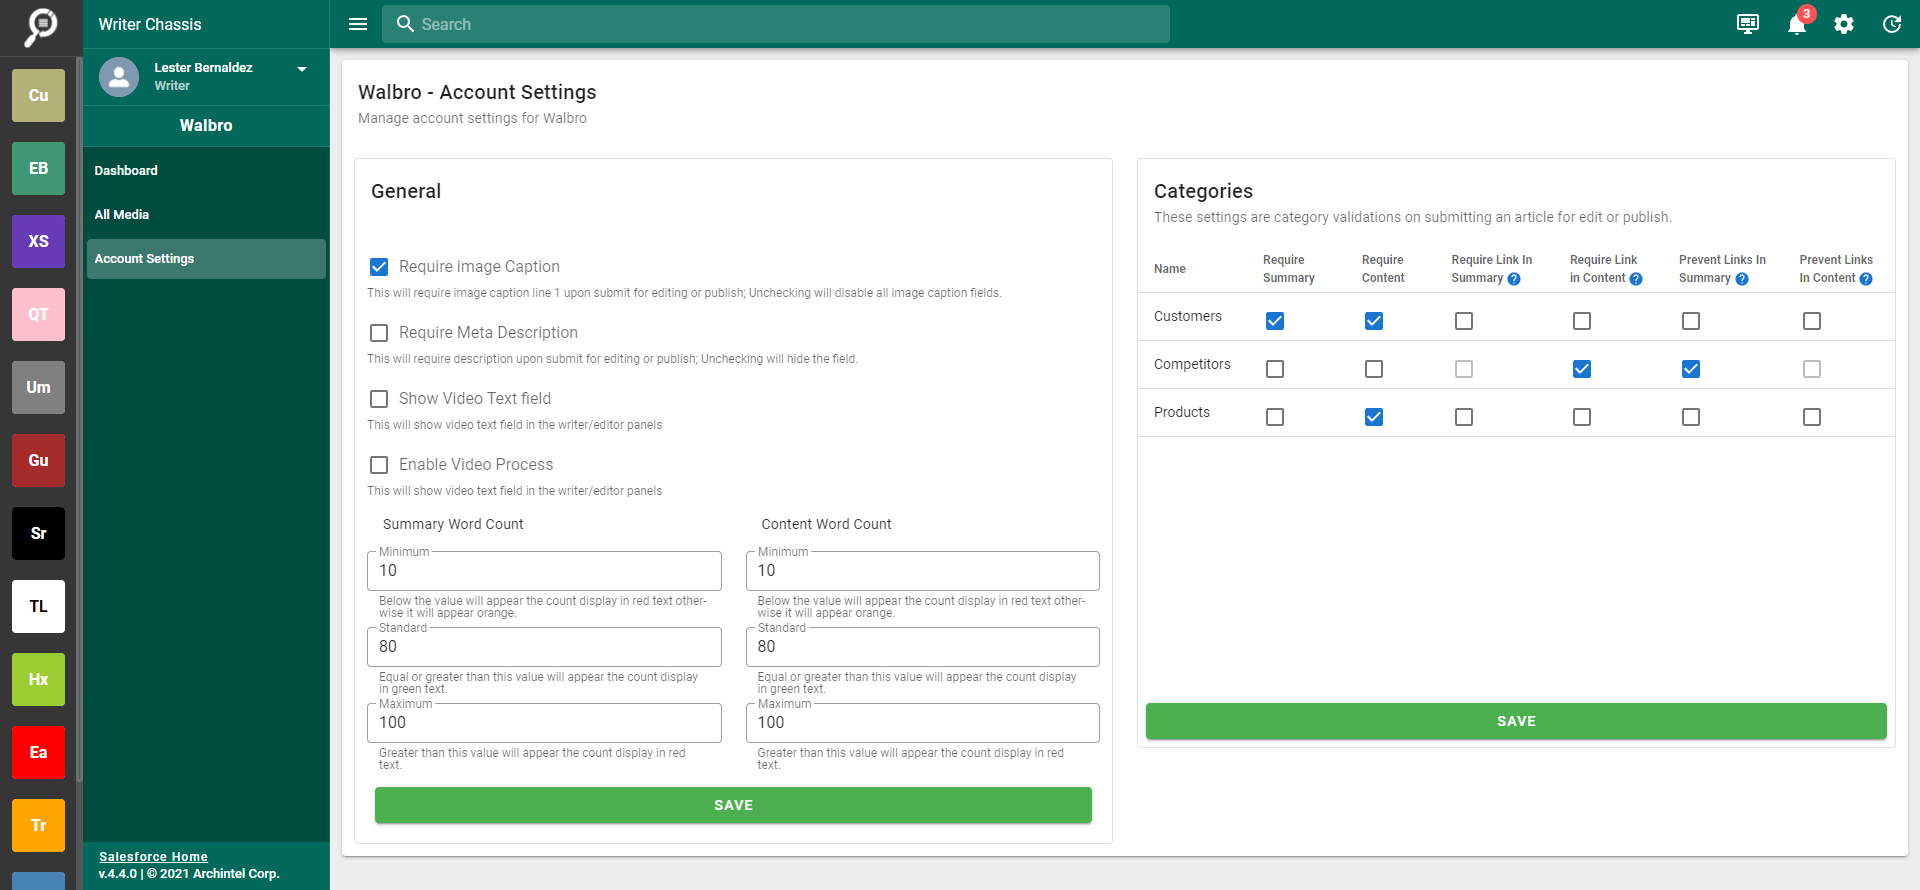 Writer Chassis
Search
3
Cu
EB
XS
QT
Um
Gu
Sr
TL
Hx
Ea
Tr
Lester Bernaldez
Writer
Walbro
Dashboard
All Media
Account Settings
Salesforce Home
v.4.4.0 | © 2021 Archintel Corp.
Walbro - Account Settings
Manage account settings for Walbro
General
Require image Caption
This will require image caption line 1 upon submit for editing or publish; Unchecking will disable all image caption fields.
Require Meta Description
This will require description upon submit for editing or publish; Unchecking will hide the field.
Show Video Text field
This will show video text field in the writer/editor panels
Enable Video Process
This will show video text field in the writer/editor panels
Summary Word Count
Minimum
10
Below the value will appear the count display in red text other-
wise it will appear orange.
Standard
80
Equal or greater than this value will appear the count display
in green text.
Maximum
100
Greater than this value will appear the count display in red
text.
Content Word Count
Minimum
10
Below the value will appear the count display in red text other-
wise it will appear orange.
Standard
80
Equal or greater than this value will appear the count display
in green text.
Maximum
100
Greater than this value will appear the count display in red
text.
SAVE
Categories
These settings are category validations on submitting an article for edit or publish.
Name
Require
Summary
Require
Content
Require Link In
Summary ?
Require Link
in Content ?
Prevent Links In
Summary ?
Prevent Links
In Content ?
Customers
Competitors
Products
SAVE